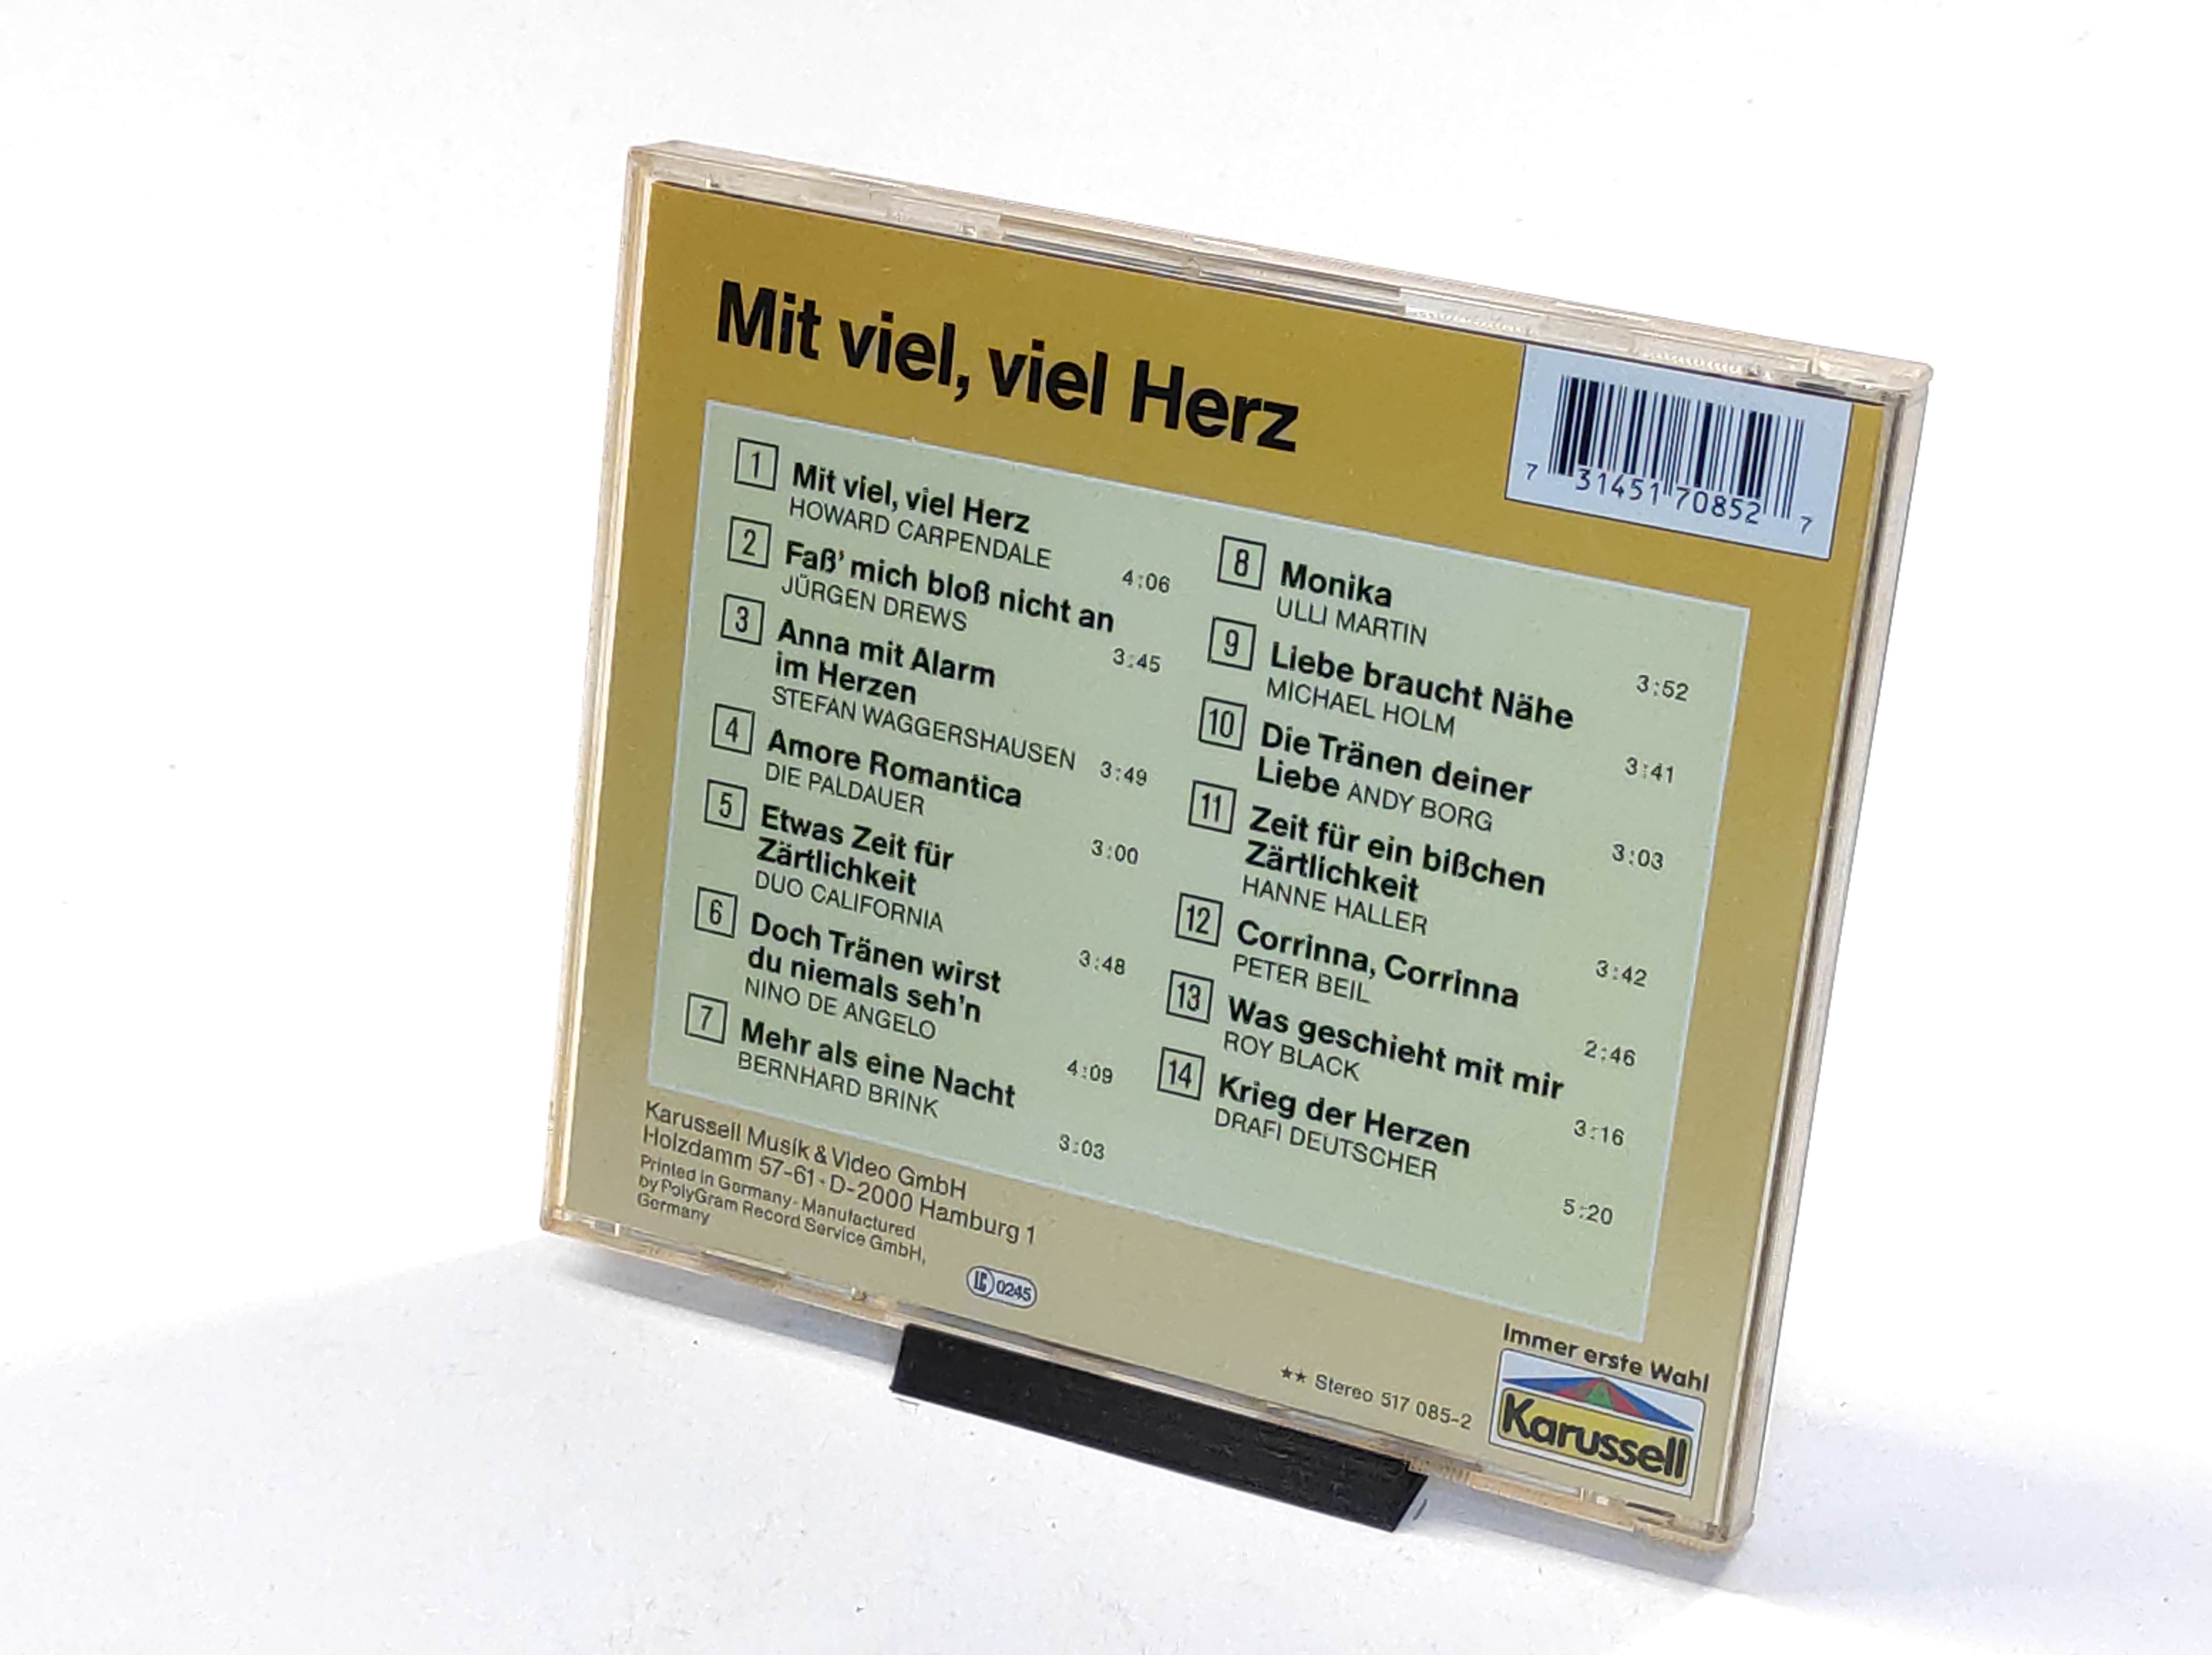 Mit viel, viel Herz
7 31451 70852 7
1 Mit viel, viel Herz
HOWARD CARPENDALE 4:06
2 Faß' mich bloß nicht an
JÜRGEN DREWS 3:45
3 Anna mit Alarm
im Herzen
STEFAN WAGGERSHAUSEN 3:49
4 Amore Romantica
DIE PALDAUER 3:00
5 Etwas Zeit für
Zärtlichkeit
DUO CALIFORNIA 3:48
6 Doch Tränen wirst
du niemals seh'n
NINO DE ANGELO 4:09
7 Mehr als eine Nacht
BERNHARD BRINK 3:03
8 Monika
ULLI MARTIN 3:52
9 Liebe braucht Nähe
MICHAEL HOLM 3:41
10 Die Tränen deiner
Liebe ANDY BORG 3:03
11 Zeit für ein bißchen
Zärtlichkeit
HANNE HALLER 3:42
12 Corrinna, Corrinna
PETER BEIL 2:46
13 Was geschieht mit mir
ROY BLACK 3:16
14 Krieg der Herzen
DRAFI DEUTSCHER 5:20
Karussell Musik & Video GmbH
Holzdamm 57-61 · D-2000 Hamburg 1
Printed in Germany · Manufactured
by PolyGram Record Service GmbH,
Germany
LC 0245
** Stereo 517 085-2
Immer erste Wahl
Karussell